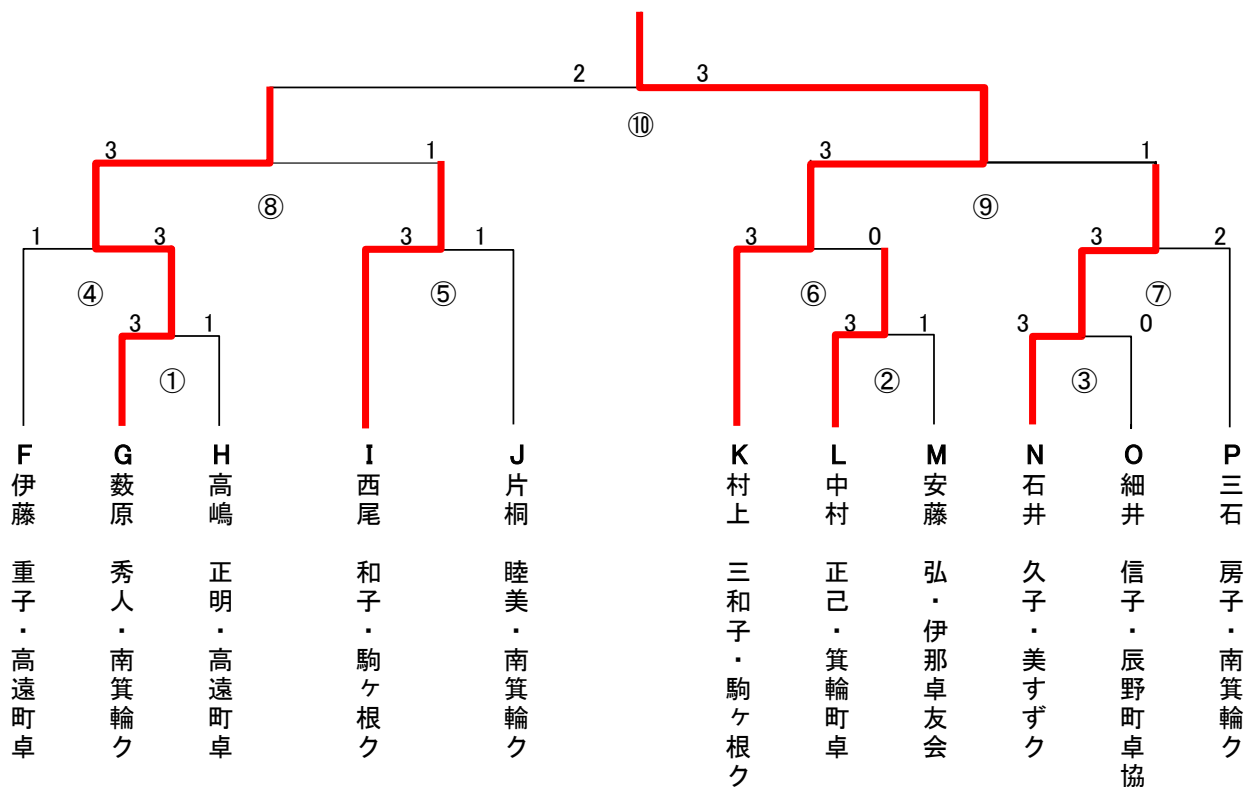 2 3
⑩
3 1 3 1
⑧ ⑨
1 3 3 1 3 0 3 2
④ ⑤ ⑥ ⑦
3 1 3 1 3 0
① ② ③
F 伊藤 重子・高遠町卓
G 薮原 秀人・南箕輪ク
H 高嶋 正明・高遠町卓
I 西尾 和子・駒ヶ根ク
J 片桐 睦美・南箕輪ク
K 村上 三和子・駒ヶ根ク
L 中村 正己・箕輪町卓
M 安藤 弘・伊那卓友会
N 石井 久子・美すずク
O 細井 信子・辰野町卓協
P 三石 房子・南箕輪ク